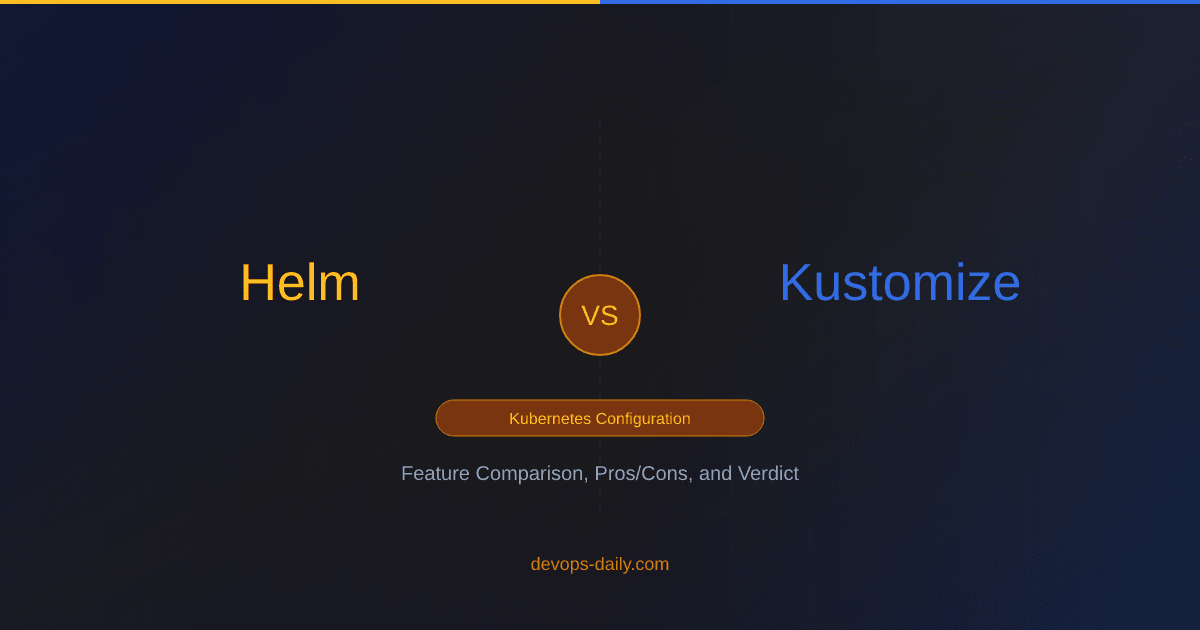 Helm
VS
Kustomize
Kubernetes Configuration
Feature Comparison, Pros/Cons, and Verdict
devops-daily.com